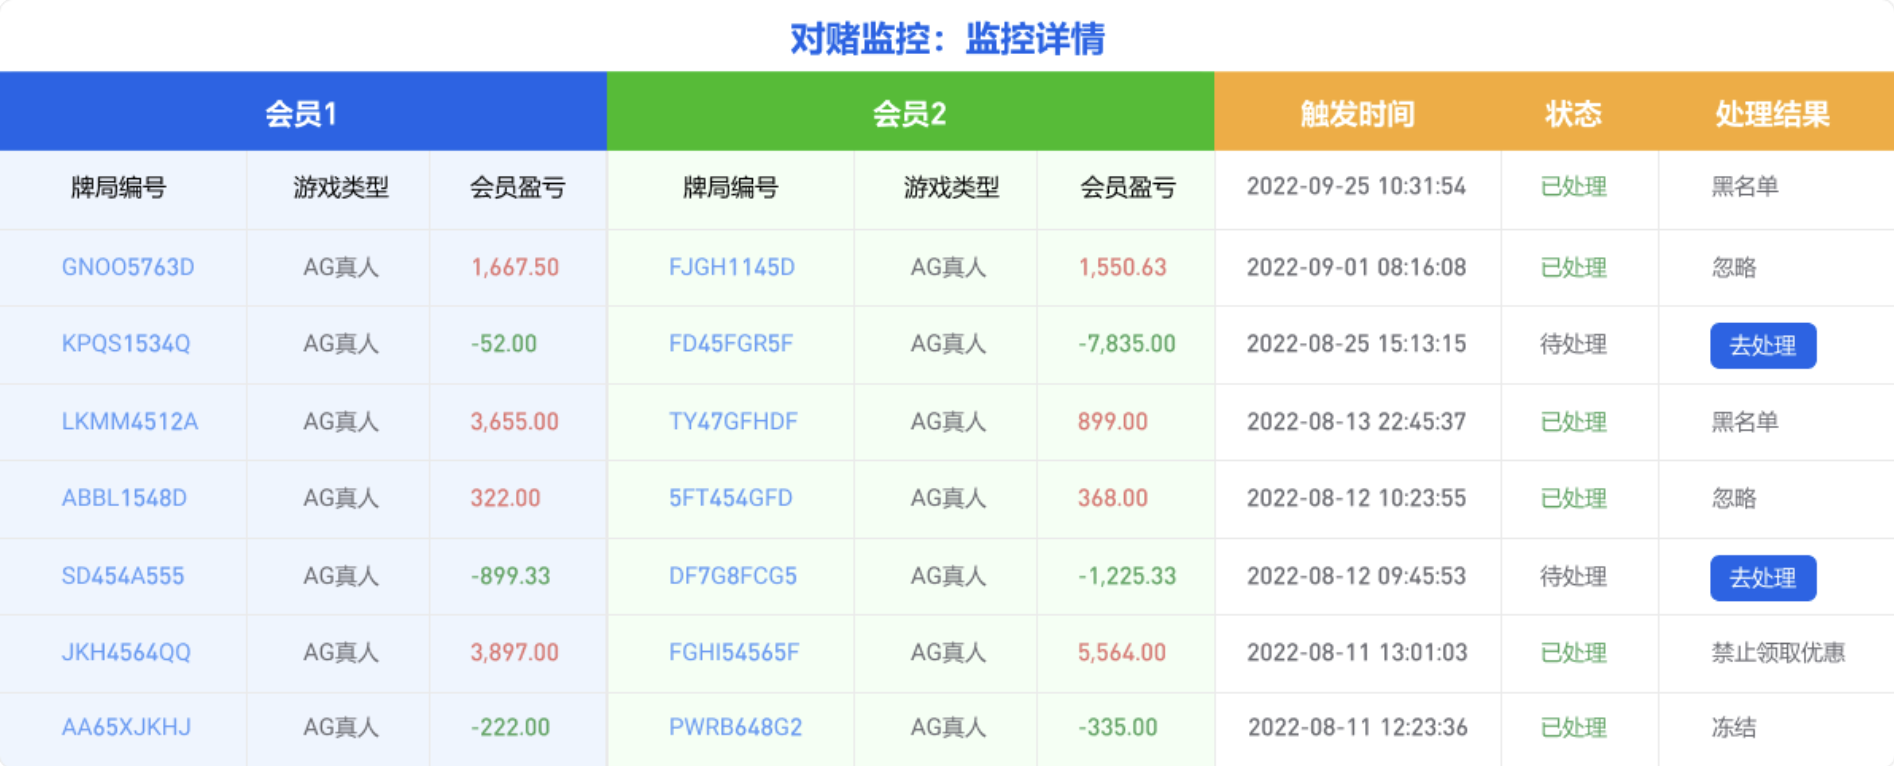 对赌监控：监控详情
会员1 会员2 触发时间 状态 处理结果
牌局编号 游戏类型 会员盈亏 牌局编号 游戏类型 会员盈亏 2022-09-25 10:31:54 已处理 黑名单
GNOO5763D AG真人 1,667.50 FJGH1145D AG真人 1,550.63 2022-09-01 08:16:08 已处理 忽略
KPQS1534Q AG真人 -52.00 FD45FGR5F AG真人 -7,835.00 2022-08-25 15:13:15 待处理 去处理
LKMM4512A AG真人 3,655.00 TY47GFHDF AG真人 899.00 2022-08-13 22:45:37 已处理 黑名单
ABBL1548D AG真人 322.00 5FT454GFD AG真人 368.00 2022-08-12 10:23:55 已处理 忽略
SD454A555 AG真人 -899.33 DF7G8FCG5 AG真人 -1,225.33 2022-08-12 09:45:53 待处理 去处理
JKH4564QQ AG真人 3,897.00 FGHI54565F AG真人 5,564.00 2022-08-11 13:01:03 已处理 禁止领取优惠
AA65XJKHJ AG真人 -222.00 PWRB648G2 AG真人 -335.00 2022-08-11 12:23:36 已处理 冻结